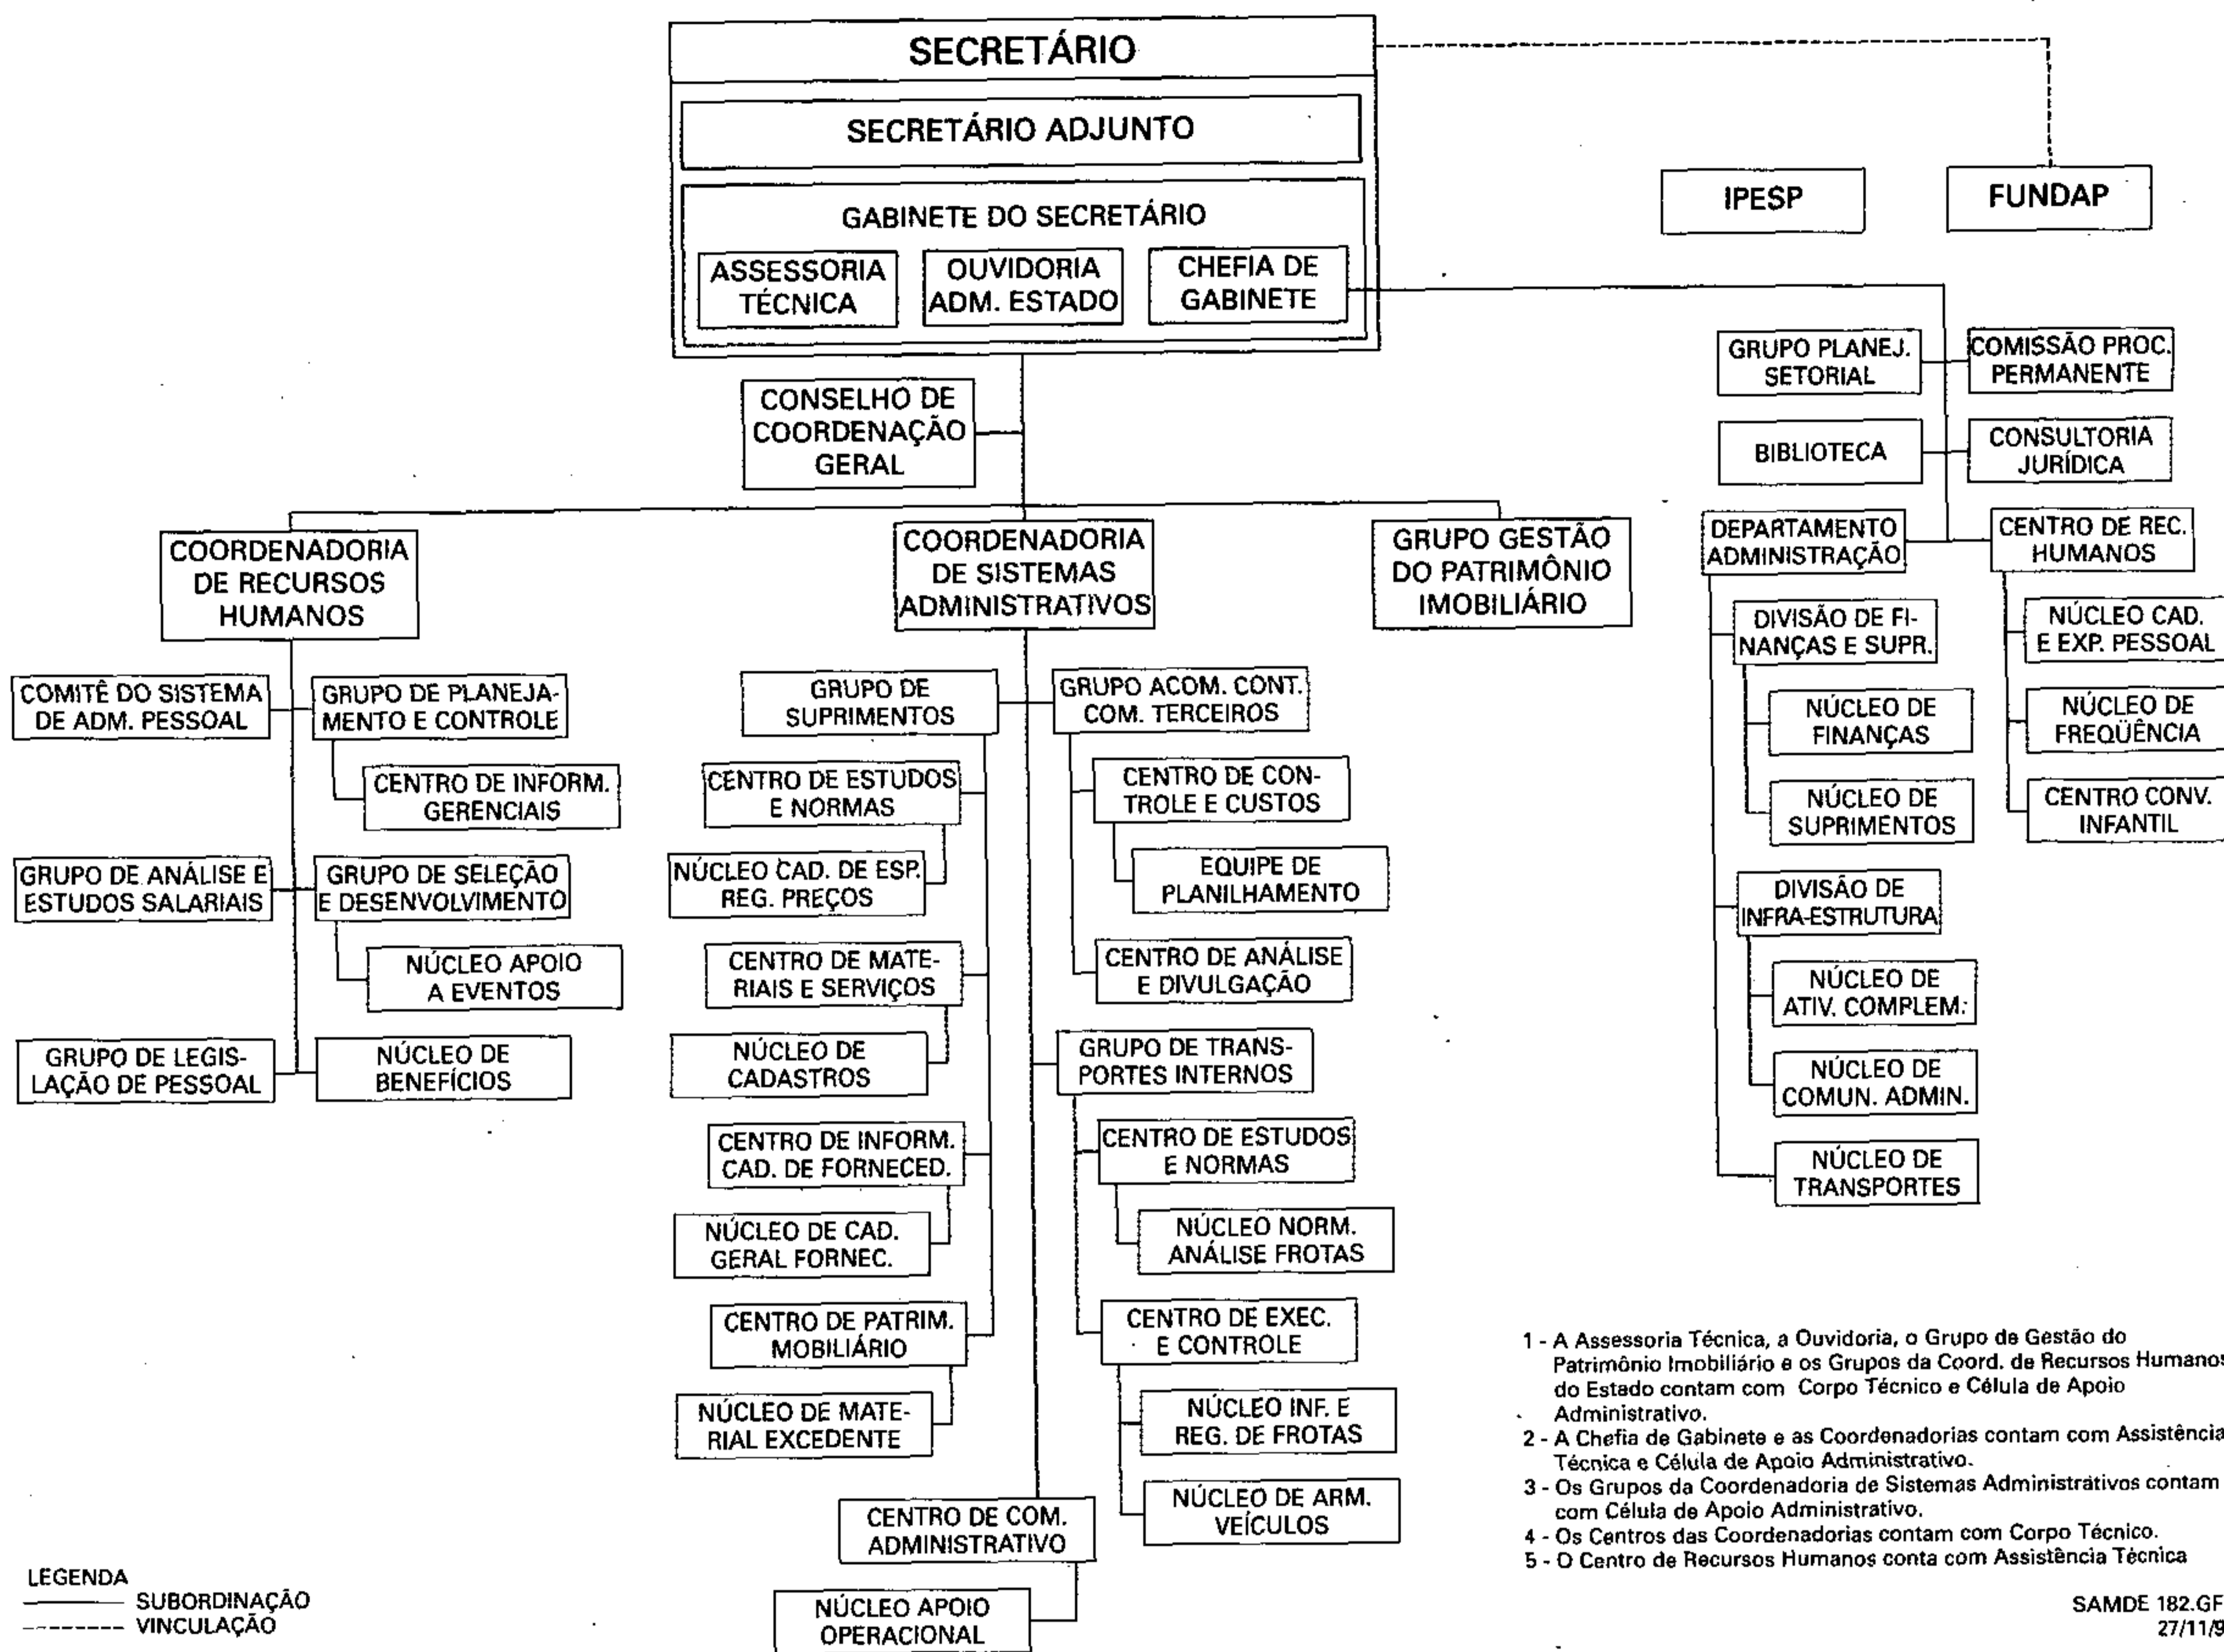 SECRETÁRIO
SECRETÁRIO ADJUNTO
GABINETE DO SECRETÁRIO
ASSESSORIA
TÉCNICA
OUVIDORIA
ADM. ESTADO
CHEFIA DE
GABINETE
IPESP
FUNDAP
CONSELHO DE
COORDENAÇÃO
GERAL
GRUPO PLANEJ.
SETORIAL
COMISSÃO PROC.
PERMANENTE
BIBLIOTECA
CONSULTORIA
JURÍDICA
DEPARTAMENTO
ADMINISTRAÇÃO
CENTRO DE REC.
HUMANOS
DIVISÃO DE FI-
NANÇAS E SUPR.
NÚCLEO DE
FINANÇAS
NÚCLEO DE
SUPRIMENTOS
DIVISÃO DE
INFRA-ESTRUTURA
NÚCLEO DE
ATIV. COMPLEM.
NÚCLEO DE
COMUN. ADMIN.
NÚCLEO DE
TRANSPORTES
NÚCLEO CAD.
E EXP. PESSOAL
NÚCLEO DE
FREQÜÊNCIA
CENTRO CONV.
INFANTIL
COORDENADORIA
DE RECURSOS
HUMANOS
COMITÊ DO SISTEMA
DE ADM. PESSOAL
GRUPO DE PLANEJA-
MENTO E CONTROLE
CENTRO DE INFORM.
GERENCIAIS
GRUPO DE ANÁLISE E
ESTUDOS SALARIAIS
GRUPO DE SELEÇÃO
E DESENVOLVIMENTO
NÚCLEO APOIO
A EVENTOS
GRUPO DE LEGIS-
LAÇÃO DE PESSOAL
NÚCLEO DE
BENEFÍCIOS
COORDENADORIA
DE SISTEMAS
ADMINISTRATIVOS
GRUPO DE
SUPRIMENTOS
CENTRO DE ESTUDOS
E NORMAS
NÚCLEO CAD. DE ESP.
REG. PREÇOS
CENTRO DE MATE-
RIAIS E SERVIÇOS
NÚCLEO DE
CADASTROS
CENTRO DE INFORM.
CAD. DE FORNECED.
NÚCLEO DE CAD.
GERAL FORNEC.
CENTRO DE PATRIM.
MOBILIÁRIO
NÚCLEO DE MATE-
RIAL EXCEDENTE
GRUPO ACOM. CONT.
COM. TERCEIROS
CENTRO DE CON-
TROLE E CUSTOS
EQUIPE DE
PLANILHAMENTO
CENTRO DE ANÁLISE
E DIVULGAÇÃO
GRUPO DE TRANS-
PORTES INTERNOS
CENTRO DE ESTUDOS
E NORMAS
NÚCLEO NORM.
ANÁLISE FROTAS
CENTRO DE EXEC.
E CONTROLE
NÚCLEO INF. E
REG. DE FROTAS
NÚCLEO DE ARM.
VEÍCULOS
CENTRO DE COM.
ADMINISTRATIVO
NÚCLEO APOIO
OPERACIONAL
GRUPO GESTÃO
DO PATRIMÔNIO
IMOBILIÁRIO
1 - A Assessoria Técnica, a Ouvidoria, o Grupo de Gestão do
Patrimônio Imobiliário e os Grupos da Coord. de Recursos Humanos
do Estado contam com Corpo Técnico e Célula de Apoio
Administrativo.
2 - A Chefia de Gabinete e as Coordenadorias contam com Assistência
Técnica e Célula de Apoio Administrativo.
3 - Os Grupos da Coordenadoria de Sistemas Administrativos contam
com Célula de Apoio Administrativo.
4 - Os Centros das Coordenadorias contam com Corpo Técnico.
5 - O Centro de Recursos Humanos conta com Assistência Técnica
LEGENDA
SUBORDINAÇÃO
VINCULAÇÃO
SAMDE 182.GF
27/11/9